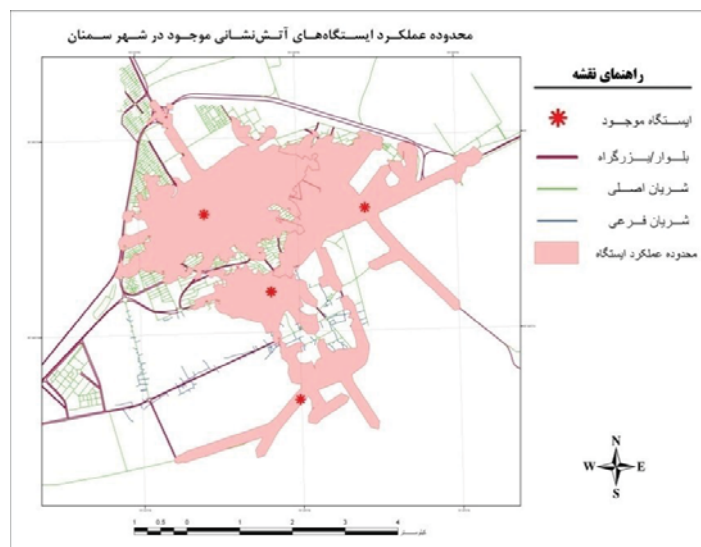 محدوده عملکرد ایستگاه‌های آتش‌نشانی موجود در شهر سمنان
راهنمای نقشه
ایستگاه موجود
بلوار/بزرگراه
شریان اصلی
شریان فرعی
محدوده عملکرد ایستگاه
N
W E
S
1 0.5 0 1 2 3 4
کیلومتر